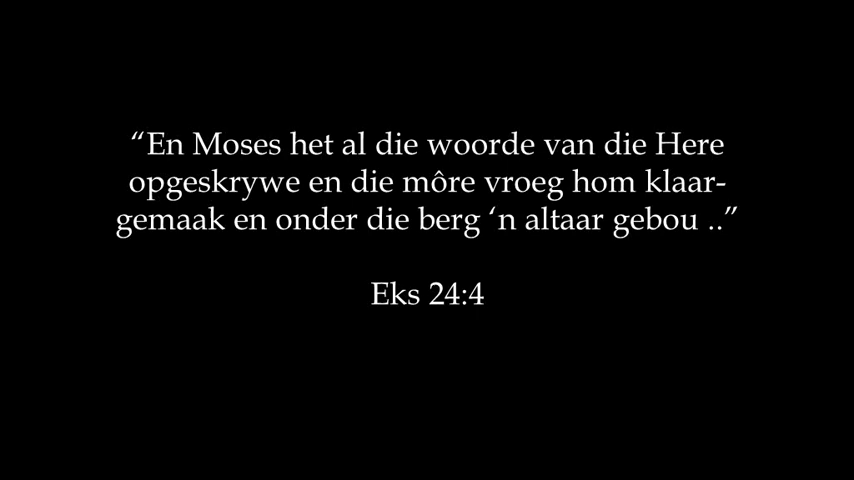 “En Moses het al die woorde van die Here
opgeskrywe en die môre vroeg hom klaar-
gemaak en onder die berg ‘n altaar gebou ..”
Eks 24:4